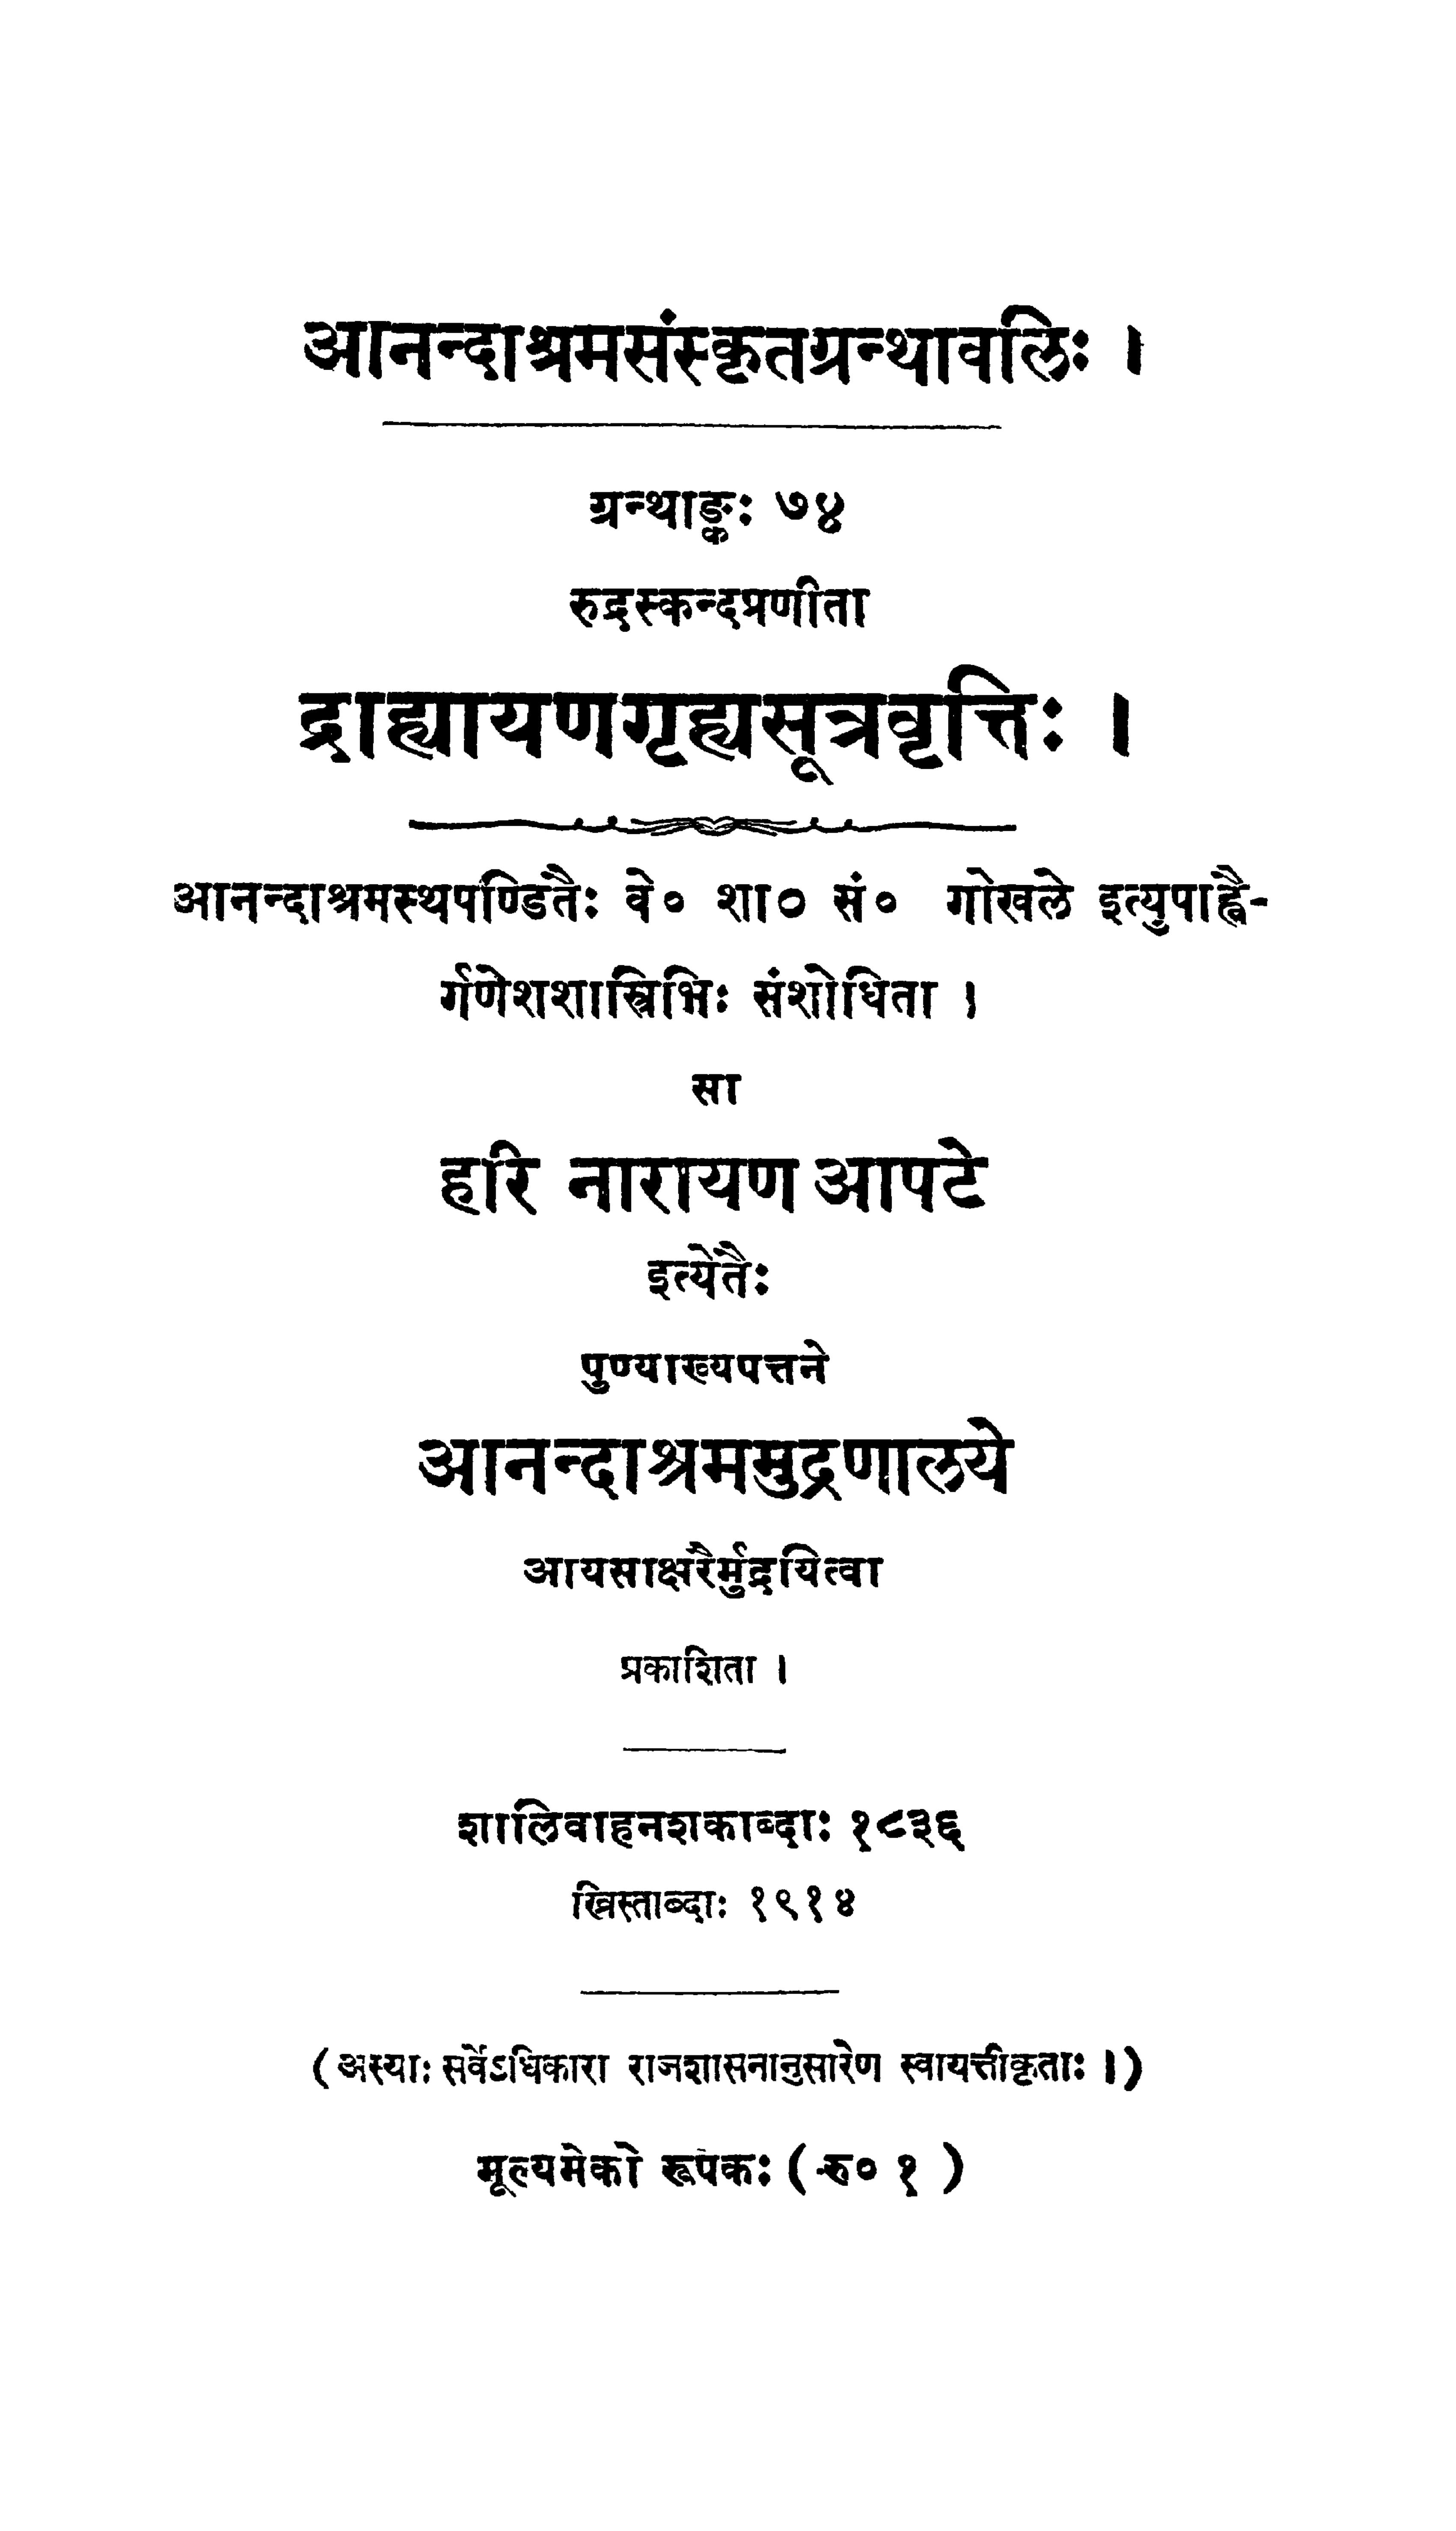 आनन्दाश्रमसंस्कृतग्रन्थावलिः ।
ग्रन्थाङ्कः ७४
रुद्रस्कन्दप्रणीता
द्राह्यायणगृह्यसूत्रवृत्तिः ।
आनन्दाश्रमस्थपण्डितैः वे० शा० सं० गोखले इत्युपाह्वै-
र्गणेशशास्त्रिभिः संशोधिता ।
सा
हरि नारायण आपटे
इत्येतैः
पुण्याख्यपत्तने
आनन्दाश्रममुद्रणालये
आयसाक्षरैर्मुद्रयित्वा
प्रकाशिता ।
शालिवाहनशकाब्दाः १८३६
ख्रिस्ताब्दाः १९१४
(अस्याः सर्वेऽधिकारा राजशासनानुसारेण स्वायत्तीकृताः ।)
मूल्यमेको रूपकः (रु० १ )